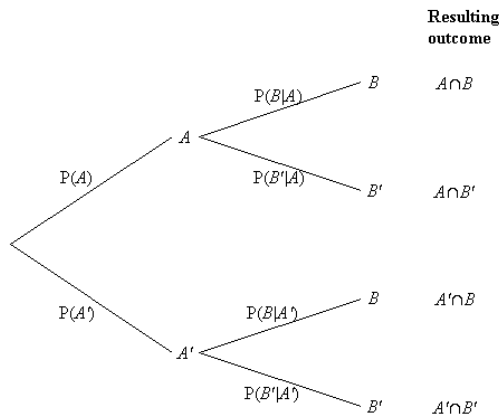 Resulting
outcome
B A∩B
P(B|A)
A
P(A)
P(B'|A)
B' A∩B'
P(A')
B A'∩B
P(B|A')
A'
P(B'|A')
B' A'∩B'